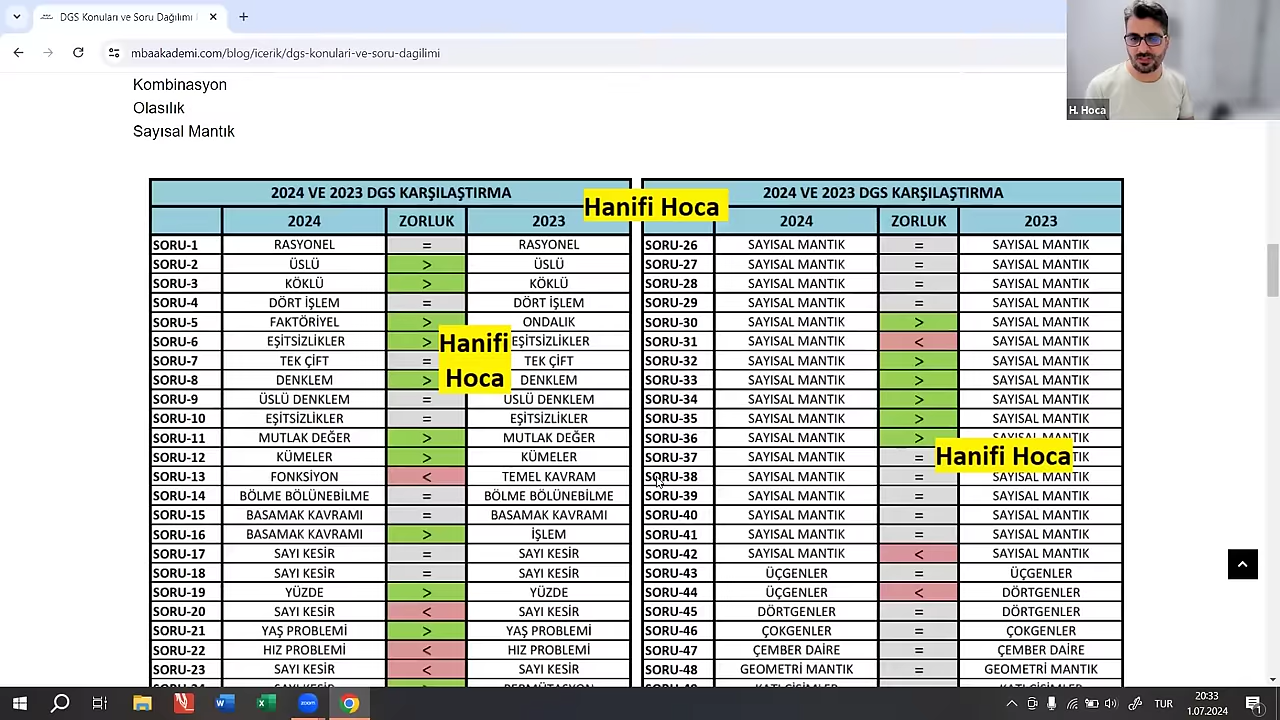 DGS Konuları ve Soru Dağılımı
mbaakademi.com/blog/icerik/dgs-konulari-ve-soru-dagilimi
H. Hoca
Kombinasyon
Olasılık
Sayısal Mantık
Hanifi Hoca
2024 VE 2023 DGS KARŞILAŞTIRMA
2024 ZORLUK 2023
SORU-1 RASYONEL = RASYONEL
SORU-2 ÜSLÜ > ÜSLÜ
SORU-3 KÖKLÜ > KÖKLÜ
SORU-4 DÖRT İŞLEM = DÖRT İŞLEM
SORU-5 FAKTÖRİYEL > ONDALIK
SORU-6 EŞİTSİZLİKLER > EŞİTSİZLİKLER
SORU-7 TEK ÇİFT = TEK ÇİFT
SORU-8 DENKLEM > DENKLEM
SORU-9 ÜSLÜ DENKLEM = ÜSLÜ DENKLEM
SORU-10 EŞİTSİZLİKLER = EŞİTSİZLİKLER
SORU-11 MUTLAK DEĞER > MUTLAK DEĞER
SORU-12 KÜMELER > KÜMELER
SORU-13 FONKSİYON < TEMEL KAVRAM
SORU-14 BÖLME BÖLÜNEBİLME = BÖLME BÖLÜNEBİLME
SORU-15 BASAMAK KAVRAMI = BASAMAK KAVRAMI
SORU-16 BASAMAK KAVRAMI > İŞLEM
SORU-17 SAYI KESİR = SAYI KESİR
SORU-18 SAYI KESİR = SAYI KESİR
SORU-19 YÜZDE > YÜZDE
SORU-20 SAYI KESİR < SAYI KESİR
SORU-21 YAŞ PROBLEMİ > YAŞ PROBLEMİ
SORU-22 HIZ PROBLEMİ < HIZ PROBLEMİ
SORU-23 SAYI KESİR < SAYI KESİR
Hanifi
Hoca
2024 VE 2023 DGS KARŞILAŞTIRMA
2024 ZORLUK 2023
SORU-26 SAYISAL MANTIK = SAYISAL MANTIK
SORU-27 SAYISAL MANTIK = SAYISAL MANTIK
SORU-28 SAYISAL MANTIK = SAYISAL MANTIK
SORU-29 SAYISAL MANTIK = SAYISAL MANTIK
SORU-30 SAYISAL MANTIK > SAYISAL MANTIK
SORU-31 SAYISAL MANTIK < SAYISAL MANTIK
SORU-32 SAYISAL MANTIK > SAYISAL MANTIK
SORU-33 SAYISAL MANTIK > SAYISAL MANTIK
SORU-34 SAYISAL MANTIK > SAYISAL MANTIK
SORU-35 SAYISAL MANTIK > SAYISAL MANTIK
SORU-36 SAYISAL MANTIK > SAYISAL MANTIK
SORU-37 SAYISAL MANTIK =
SORU-38 SAYISAL MANTIK = SAYISAL MANTIK
SORU-39 SAYISAL MANTIK = SAYISAL MANTIK
SORU-40 SAYISAL MANTIK = SAYISAL MANTIK
SORU-41 SAYISAL MANTIK = SAYISAL MANTIK
SORU-42 SAYISAL MANTIK < SAYISAL MANTIK
SORU-43 ÜÇGENLER = ÜÇGENLER
SORU-44 ÜÇGENLER < DÖRTGENLER
SORU-45 DÖRTGENLER = DÖRTGENLER
SORU-46 ÇOKGENLER = ÇOKGENLER
SORU-47 ÇEMBER DAİRE = ÇEMBER DAİRE
SORU-48 GEOMETRİ MANTIK = GEOMETRİ MANTIK
Hanifi Hoca
TUR
20:33
1.07.2024